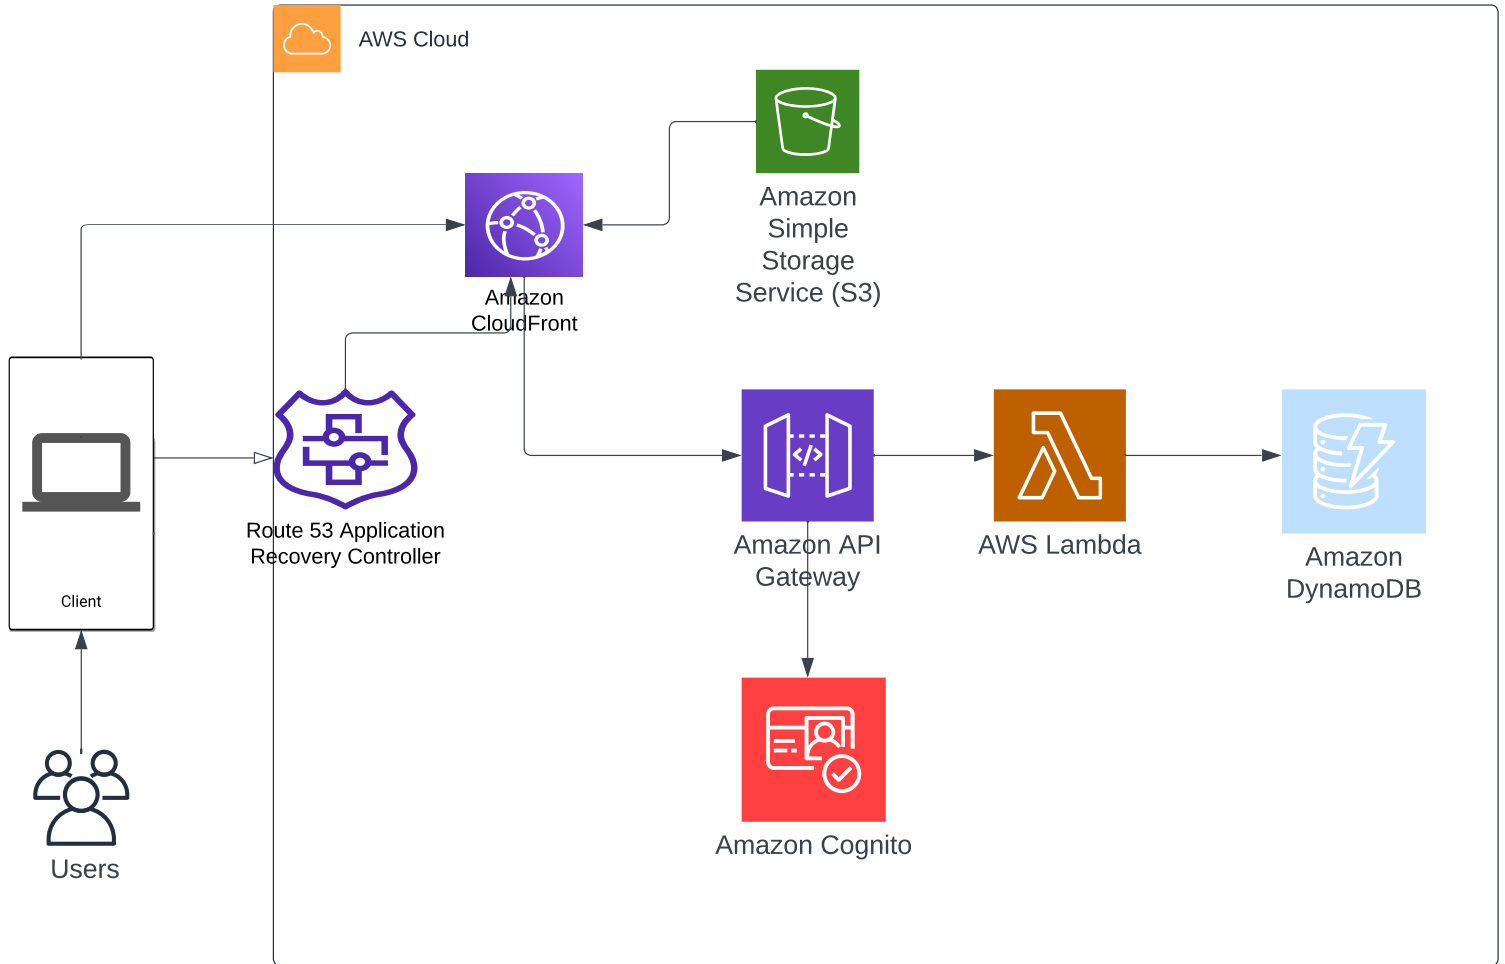 AWS Cloud
Amazon
Simple
Storage
Service (S3)
Amazon
CloudFront
Route 53 Application
Recovery Controller
Client
Amazon API
Gateway
AWS Lambda
Amazon
DynamoDB
Amazon Cognito
Users